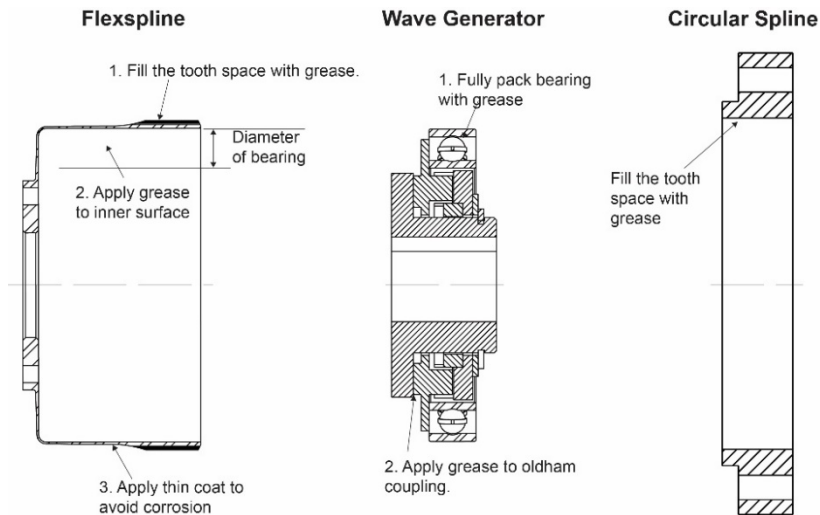 Flexspline
1. Fill the tooth space with grease.
Diameter
of bearing
2. Apply grease
to inner surface
3. Apply thin coat to
avoid corrosion
Wave Generator
1. Fully pack bearing
with grease
2. Apply grease to oldham
coupling.
Circular Spline
Fill the tooth
space with
grease